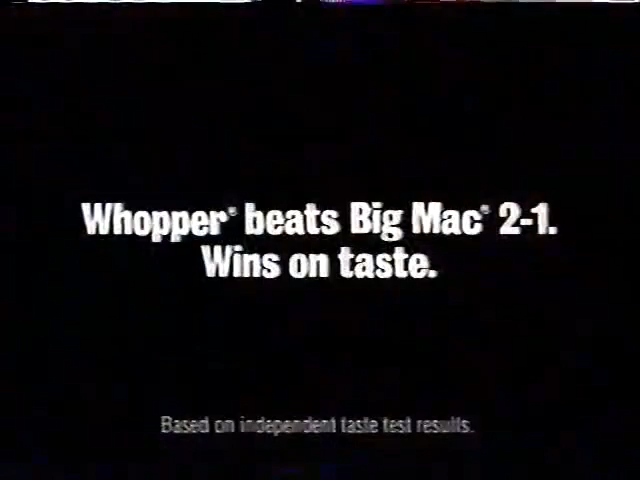 Whopper® beats Big Mac® 2-1.
Wins on taste.
Based on independent taste test results.